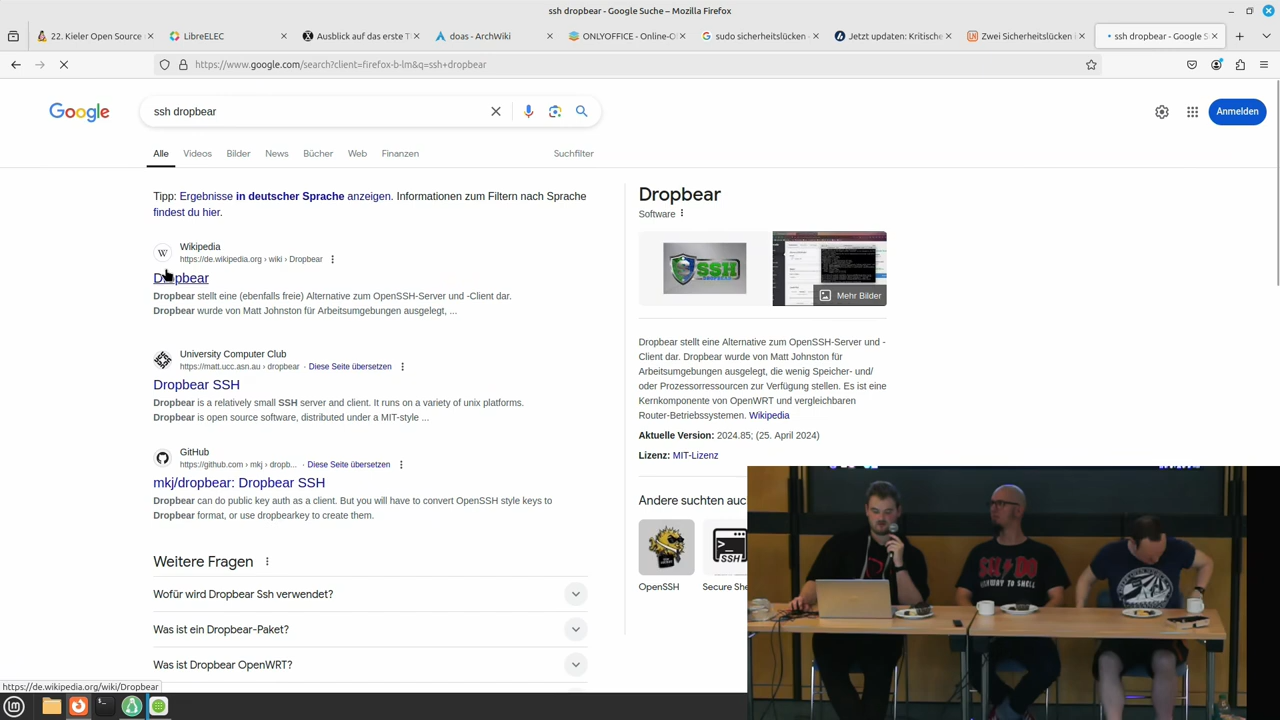 ssh dropbear - Google Suche — Mozilla Firefox
22. Kieler Open Source
LibreELEC
Ausblick auf das erste T
doas - ArchWiki
ONLYOFFICE - Online-O
sudo sicherheitslücken -
Jetzt updaten: Kritische
Zwei Sicherheitslücken i
ssh dropbear - Google S
https://www.google.com/search?client=firefox-b-lm&q=ssh+dropbear
Google
ssh dropbear
Anmelden
Alle
Videos
Bilder
News
Bücher
Web
Finanzen
Suchfilter
Tipp: Ergebnisse in deutscher Sprache anzeigen. Informationen zum Filtern nach Sprache
findest du hier.
Wikipedia
https://de.wikipedia.org › wiki › Dropbear
Dropbear
Dropbear stellt eine (ebenfalls freie) Alternative zum OpenSSH-Server und -Client dar.
Dropbear wurde von Matt Johnston für Arbeitsumgebungen ausgelegt, ...
University Computer Club
https://matt.ucc.asn.au › dropbear · Diese Seite übersetzen
Dropbear SSH
Dropbear is a relatively small SSH server and client. It runs on a variety of unix platforms.
Dropbear is open source software, distributed under a MIT-style ...
GitHub
https://github.com › mkj › dropb... · Diese Seite übersetzen
mkj/dropbear: Dropbear SSH
Dropbear can do public key auth as a client. But you will have to convert OpenSSH style keys to
Dropbear format, or use dropbearkey to create them.
Weitere Fragen
Wofür wird Dropbear Ssh verwendet?
Was ist ein Dropbear-Paket?
Was ist Dropbear OpenWRT?
Dropbear
Software
SSH
DROPBEAR
Mehr Bilder
Dropbear stellt eine Alternative zum OpenSSH-Server und -
Client dar. Dropbear wurde von Matt Johnston für
Arbeitsumgebungen ausgelegt, die wenig Speicher- und/
oder Prozessorressourcen zur Verfügung stellen. Es ist eine
Kernkomponente von OpenWRT und vergleichbaren
Router-Betriebssystemen. Wikipedia
Aktuelle Version: 2024.85; (25. April 2024)
Lizenz: MIT-Lizenz
Andere suchten auc
SSH
OpenSSH
Secure She
HIGHWAY TO SHELL
https://de.wikipedia.org/wiki/Dropbear